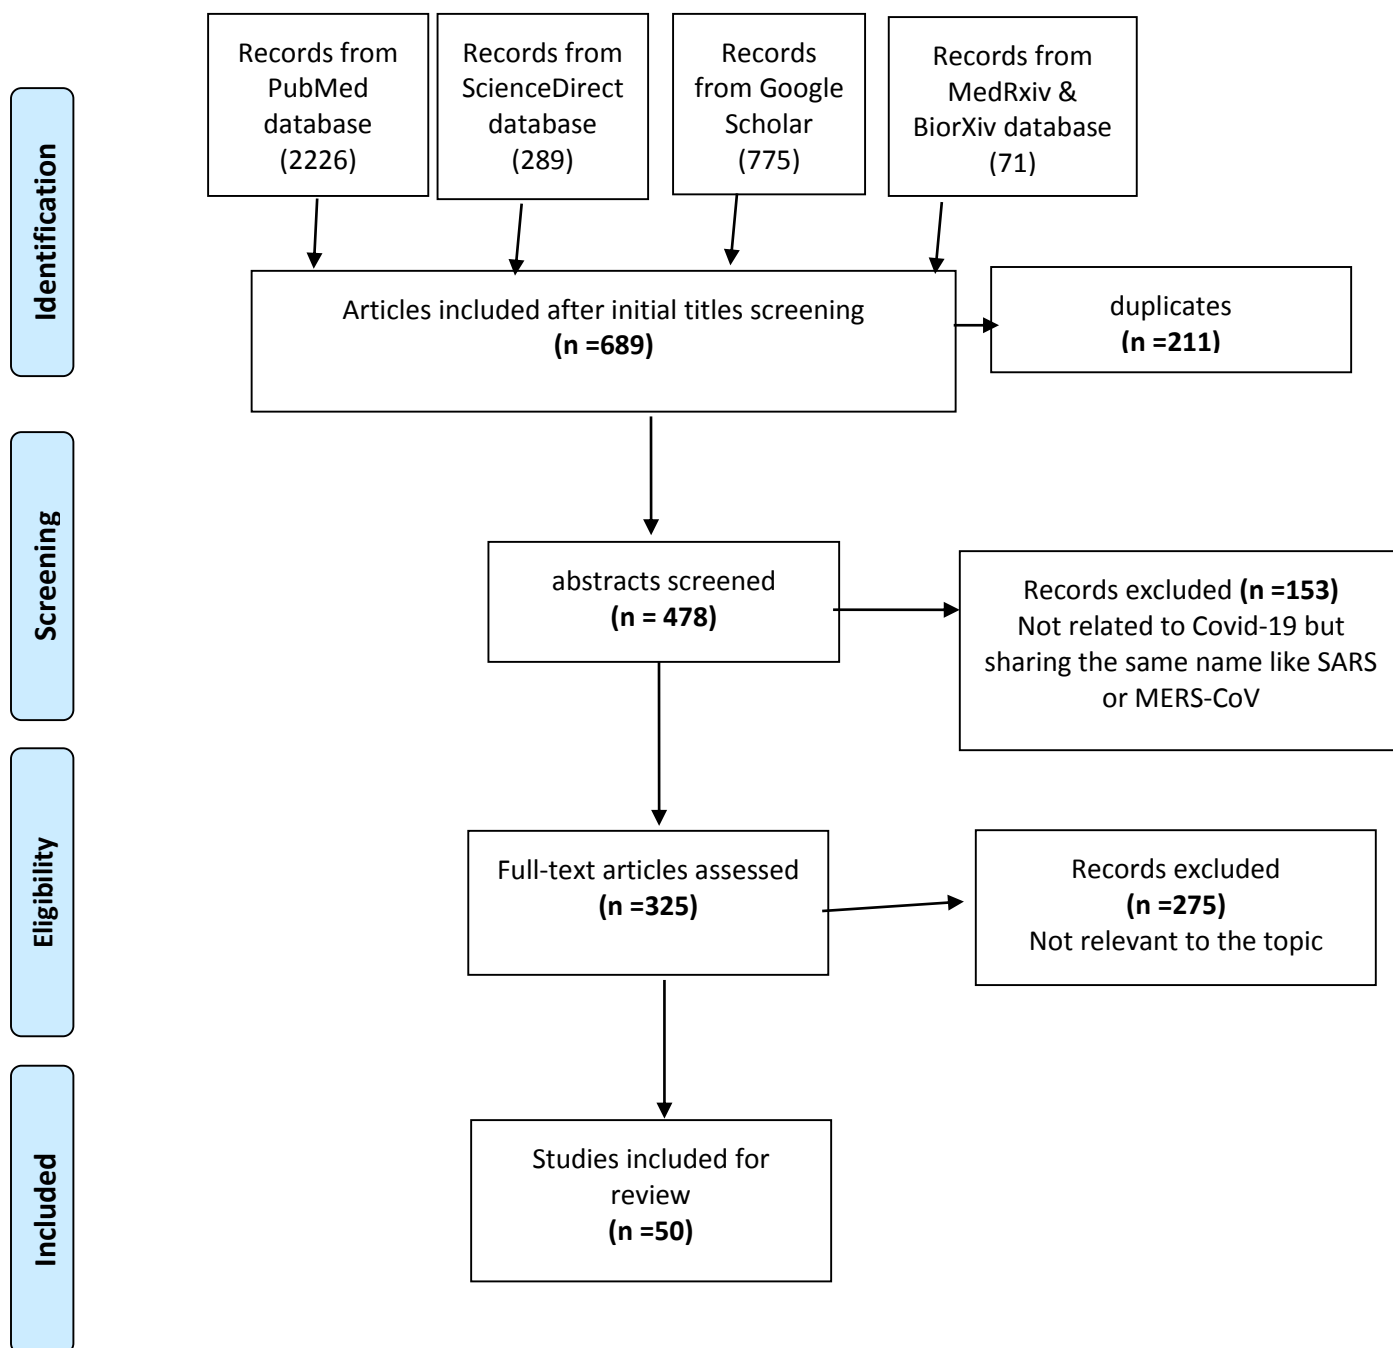 Records from
PubMed
database
(2226)
Records from
ScienceDirect
database
(289)
Records
from Google
Scholar
(775)
Records from
MedRxiv &
BiorXiv database
(71)
Identification
Articles included after initial titles screening
(n =689)
duplicates
(n =211)
Screening
abstracts screened
(n = 478)
Records excluded (n =153)
Not related to Covid-19 but
sharing the same name like SARS
or MERS-CoV
Eligibility
Full-text articles assessed
(n =325)
Records excluded
(n =275)
Not relevant to the topic
Included
Studies included for
review
(n =50)